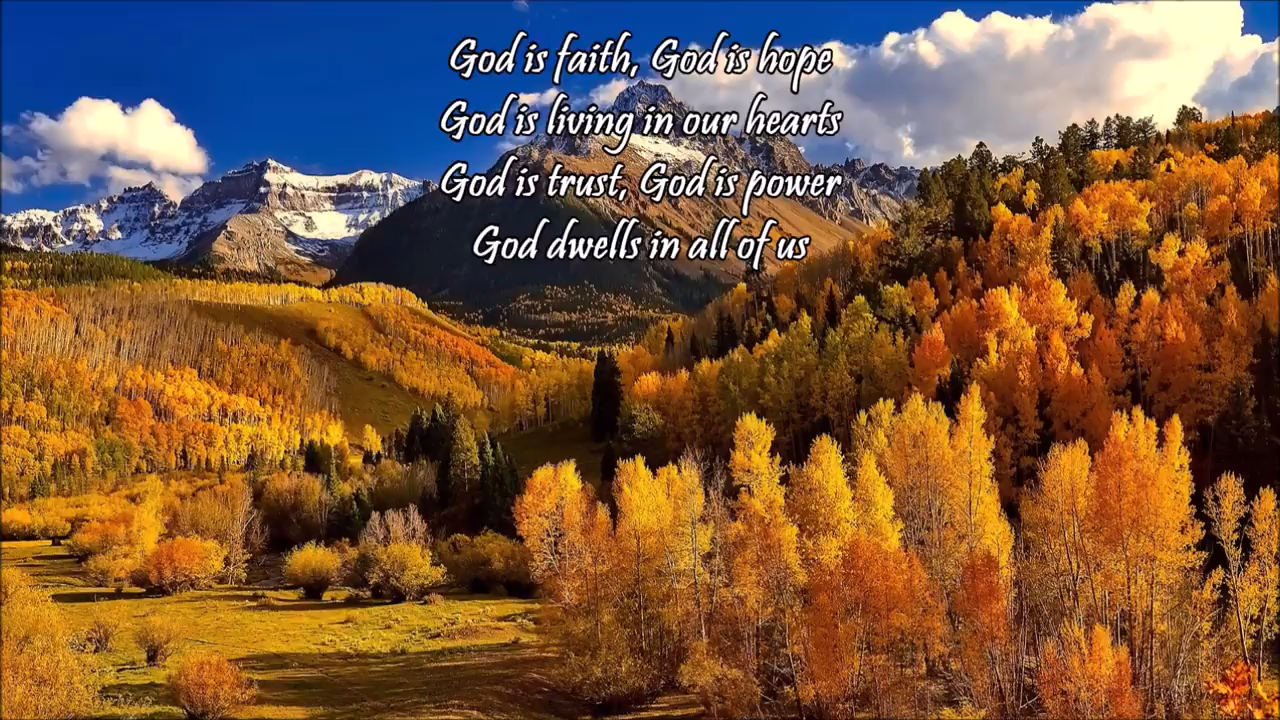 God is faith, God is hope
God is living in our hearts
God is trust, God is power
God dwells in all of us